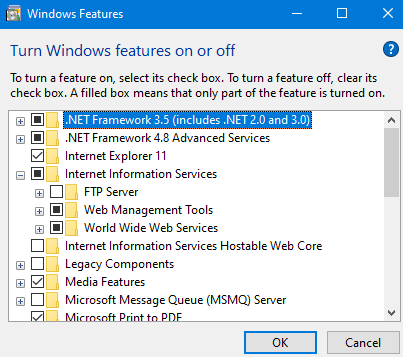 Windows Features
Turn Windows features on or off
To turn a feature on, select its check box. To turn a feature off, clear its
check box. A filled box means that only part of the feature is turned on.
.NET Framework 3.5 (includes .NET 2.0 and 3.0)
.NET Framework 4.8 Advanced Services
Internet Explorer 11
Internet Information Services
FTP Server
Web Management Tools
World Wide Web Services
Internet Information Services Hostable Web Core
Legacy Components
Media Features
Microsoft Message Queue (MSMQ) Server
Microsoft Print to PDF
OK
Cancel